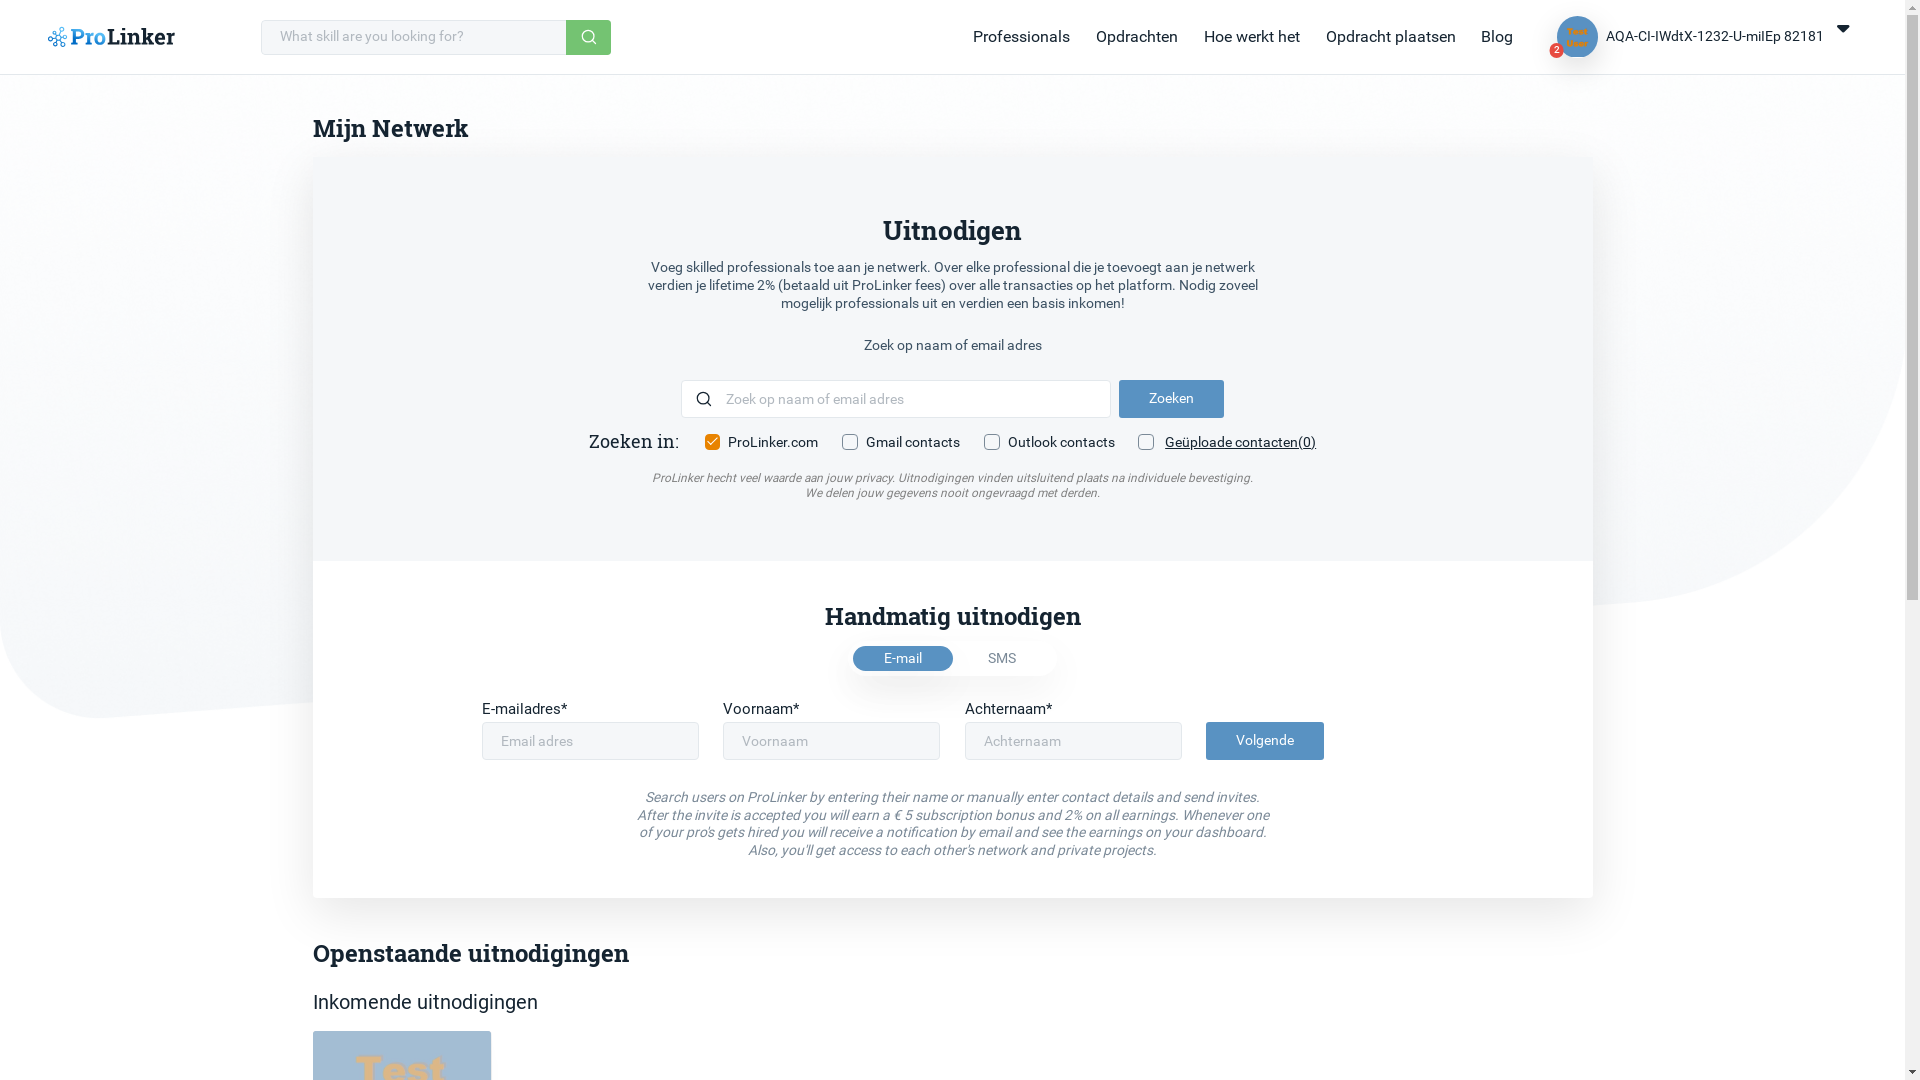 ProLinker
What skill are you looking for?
Professionals
Opdrachten
Hoe werkt het
Opdracht plaatsen
Blog
Test
User
2
AQA-CI-IWdtX-1232-U-miIEp 82181
Mijn Netwerk
Uitnodigen
Voeg skilled professionals toe aan je netwerk. Over elke professional die je toevoegt aan je netwerk
verdien je lifetime 2% (betaald uit ProLinker fees) over alle transacties op het platform. Nodig zoveel
mogelijk professionals uit en verdien een basis inkomen!
Zoek op naam of email adres
Zoek op naam of email adres
Zoeken
Zoeken in:
ProLinker.com
Gmail contacts
Outlook contacts
Geüploade contacten(0)
ProLinker hecht veel waarde aan jouw privacy. Uitnodigingen vinden uitsluitend plaats na individuele bevestiging.
We delen jouw gegevens nooit ongevraagd met derden.
Handmatig uitnodigen
E-mail
SMS
E-mailadres*
Voornaam*
Achternaam*
Email adres
Voornaam
Achternaam
Volgende
Search users on ProLinker by entering their name or manually enter contact details and send invites.
After the invite is accepted you will earn a € 5 subscription bonus and 2% on all earnings. Whenever one
of your pro's gets hired you will receive a notification by email and see the earnings on your dashboard.
Also, you'll get access to each other's network and private projects.
Openstaande uitnodigingen
Inkomende uitnodigingen
Test